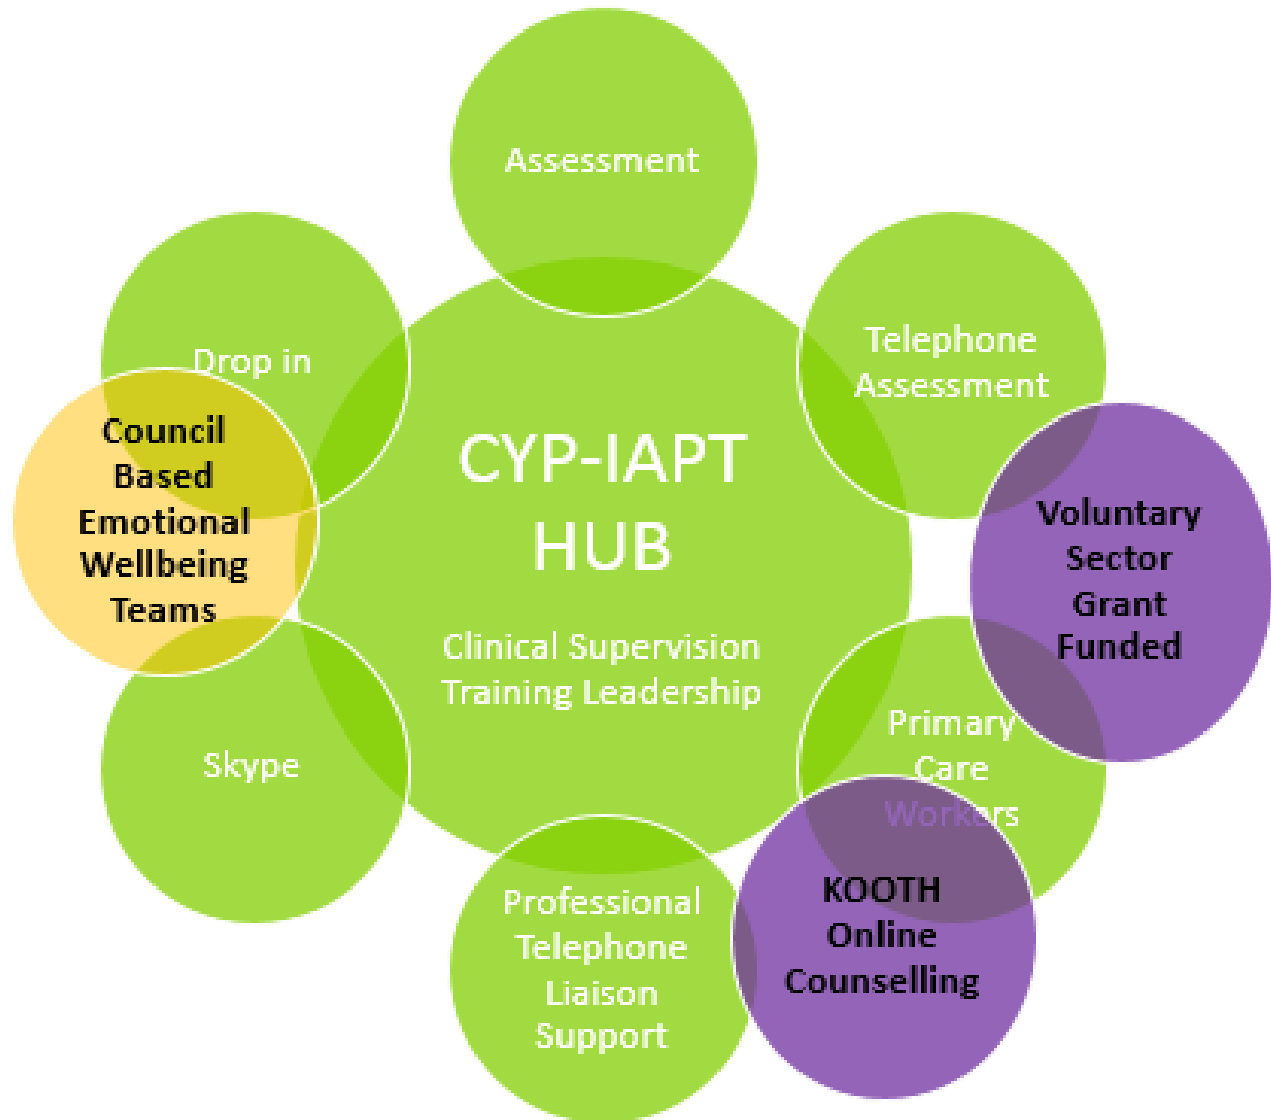 Assessment
Telephone
Assessment
Drop in
Council
Based
Emotional
Wellbeing
Teams
CYP-IAPT
HUB
Clinical Supervision
Training Leadership
Voluntary
Sector
Grant
Funded
Skype
Primary
Care
Workers
Professional
Telephone
Liaison
Support
KOOTH
Online
Counselling